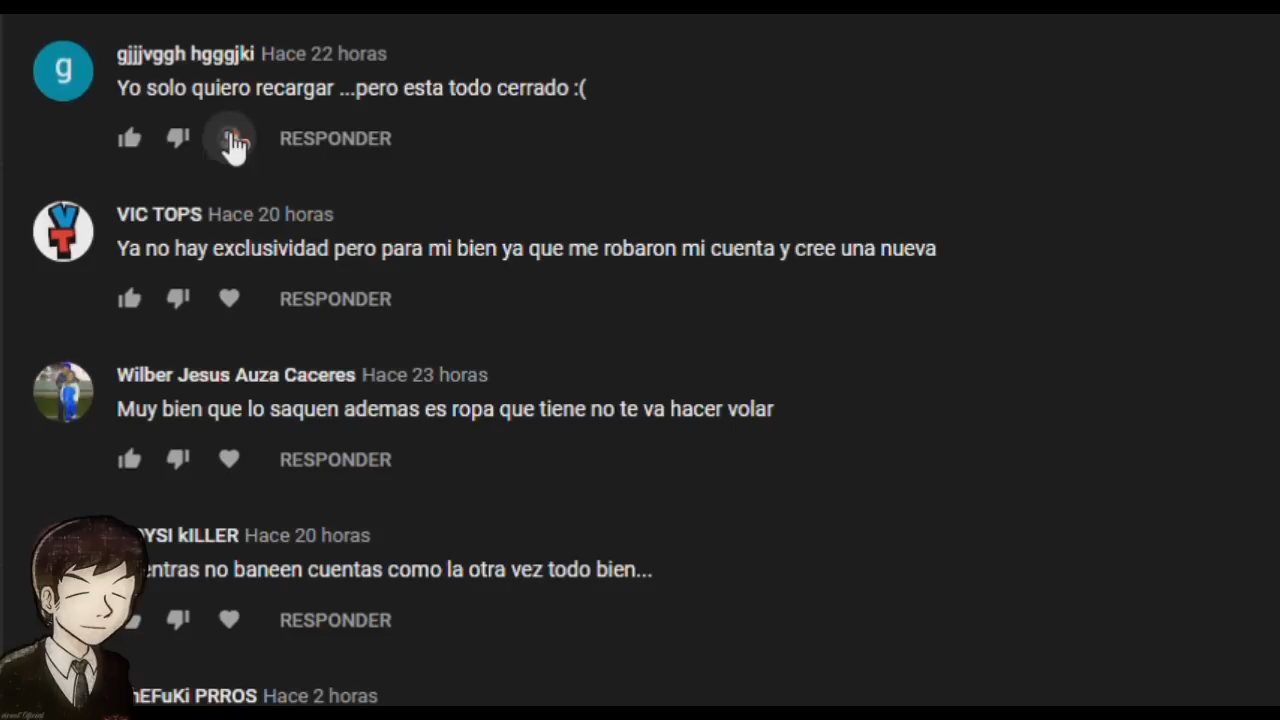 g
gjjjvggh hgggjki Hace 22 horas
Yo solo quiero recargar ...pero esta todo cerrado :(
RESPONDER
VT
VIC TOPS Hace 20 horas
Ya no hay exclusividad pero para mi bien ya que me robaron mi cuenta y cree una nueva
RESPONDER
Wilber Jesus Auza Caceres Hace 23 horas
Muy bien que lo saquen ademas es ropa que tiene no te va hacer volar
RESPONDER
kILLER Hace 20 horas
no baneen cuentas como la otra vez todo bien...
RESPONDER
PRROS Hace 2 horas